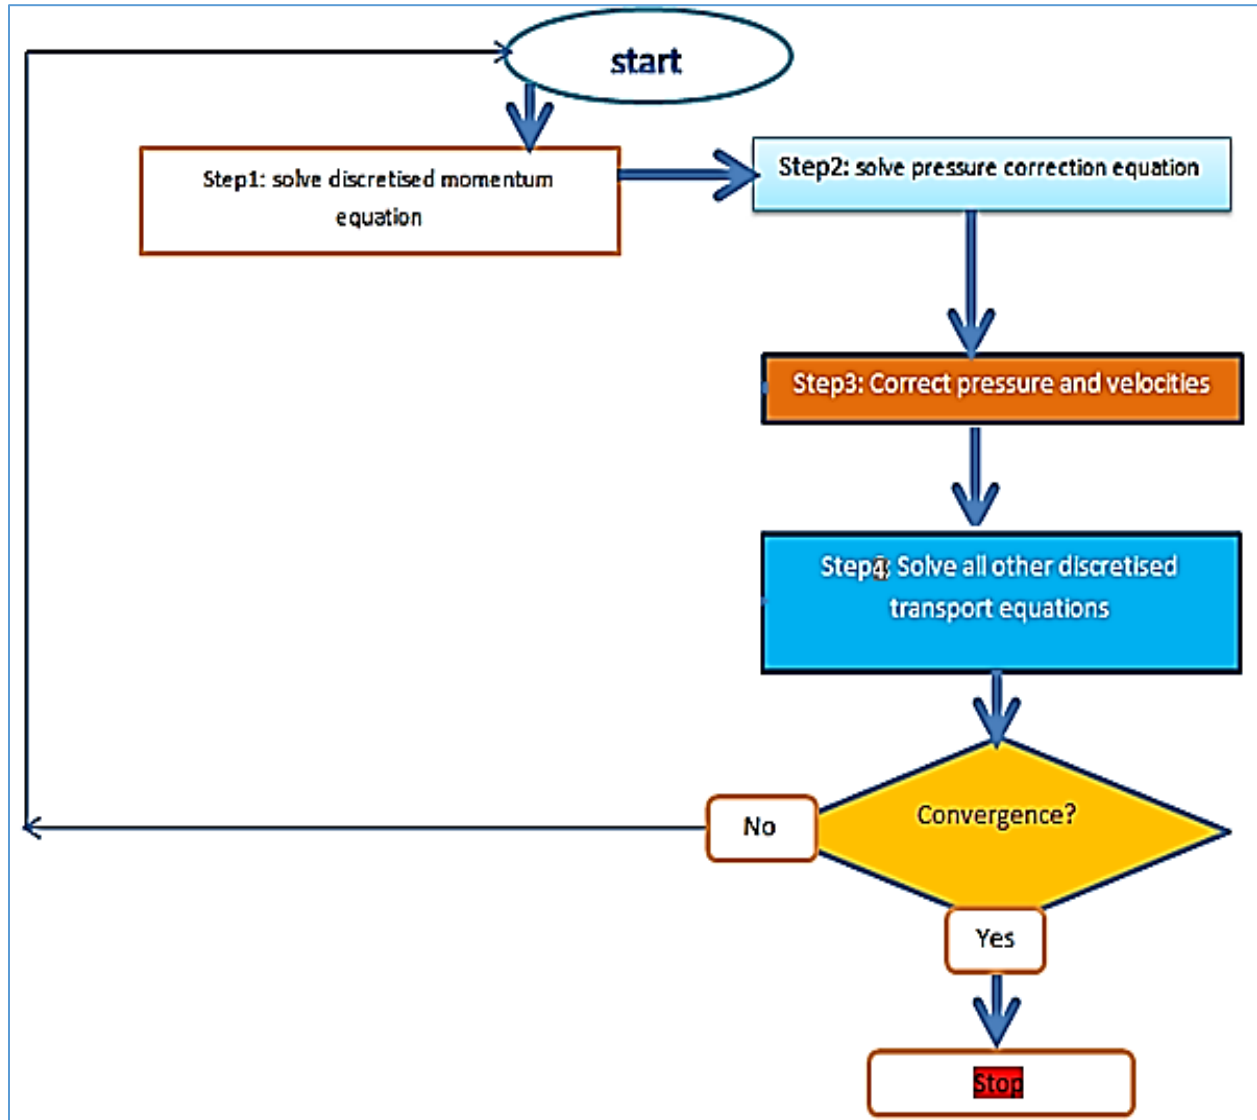 start
Step1: solve discretised momentum
equation
Step2: solve pressure correction equation
Step3: Correct pressure and velocities
Step4: Solve all other discretised
transport equations
Convergence?
No
Yes
Stop